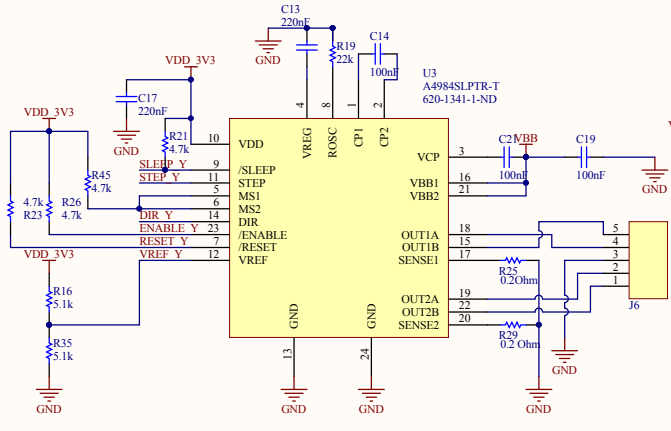 C13
220nF
GND
R19
22k
C14
100nF
U3
A4984SLPTR-T
620-1341-1-ND
VDD_3V3
C17
220nF
GND
VDD_3V3
R21
4.7k
4
8
1
2
VREG
ROSC
CP1
CP2
10 VDD
SLEEP_Y 9 /SLEEP
STEP_Y 11 STEP
5 MS1
6 MS2
DIR_Y 14 DIR
ENABLE_Y 23 /ENABLE
RESET_Y 7 /RESET
VREF_Y 12 VREF
R45
4.7k
4.7k
R23
R26
4.7k
VDD_3V3
R16
5.1k
R35
5.1k
GND
VCP 3
VBB1 16
VBB2 21
OUT1A 18
OUT1B 15
SENSE1 17
OUT2A 19
OUT2B 22
SENSE2 20
C21
100nF
VBB
C19
100nF
GND
R25
0.2Ohm
R29
0.2 Ohm
5
4
3
2
1
J6
GND
GND
GND
GND
13
24
GND
GND